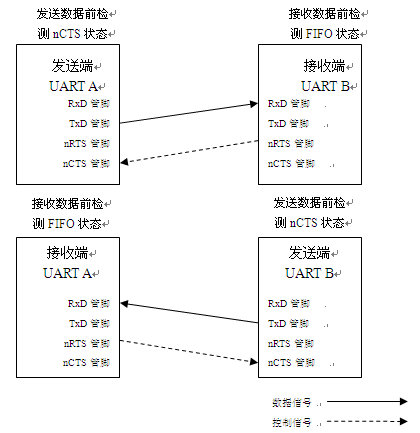 发送数据前检
测 nCTS 状态
接收数据前检
测 FIFO 状态
发送端
UART A
RxD 管脚
TxD 管脚
nRTS 管脚
nCTS 管脚
接收端
UART B
RxD 管脚
TxD 管脚
nRTS 管脚
nCTS 管脚
接收数据前检
测 FIFO 状态
发送数据前检
测 nCTS 状态
接收端
UART A
RxD 管脚
TxD 管脚
nRTS 管脚
nCTS 管脚
发送端
UART B
RxD 管脚
TxD 管脚
nRTS 管脚
nCTS 管脚
数据信号
控制信号